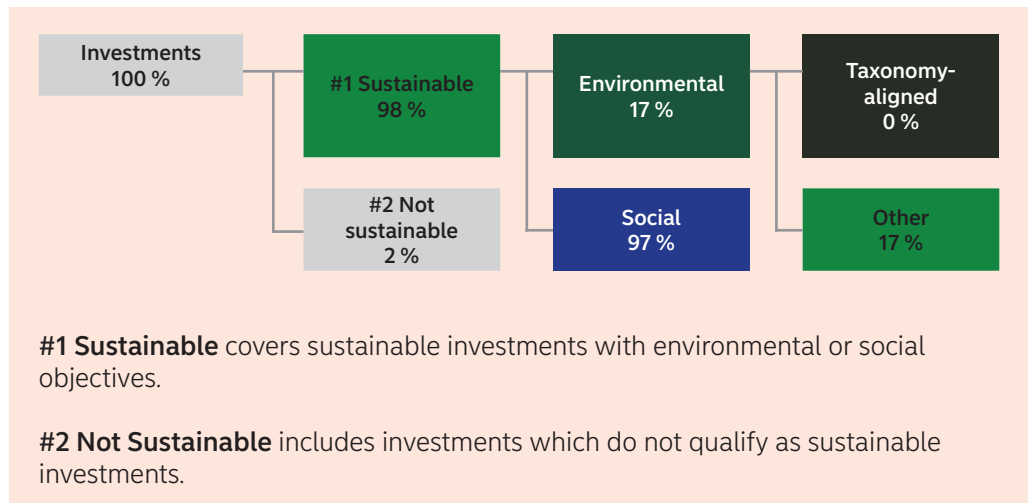 Investments
100 %
#1 Sustainable
98 %
Environmental
17 %
Taxonomy-
aligned
0 %
#2 Not
sustainable
2 %
Social
97 %
Other
17 %
#1 Sustainable covers sustainable investments with environmental or social
objectives.
#2 Not Sustainable includes investments which do not qualify as sustainable
investments.